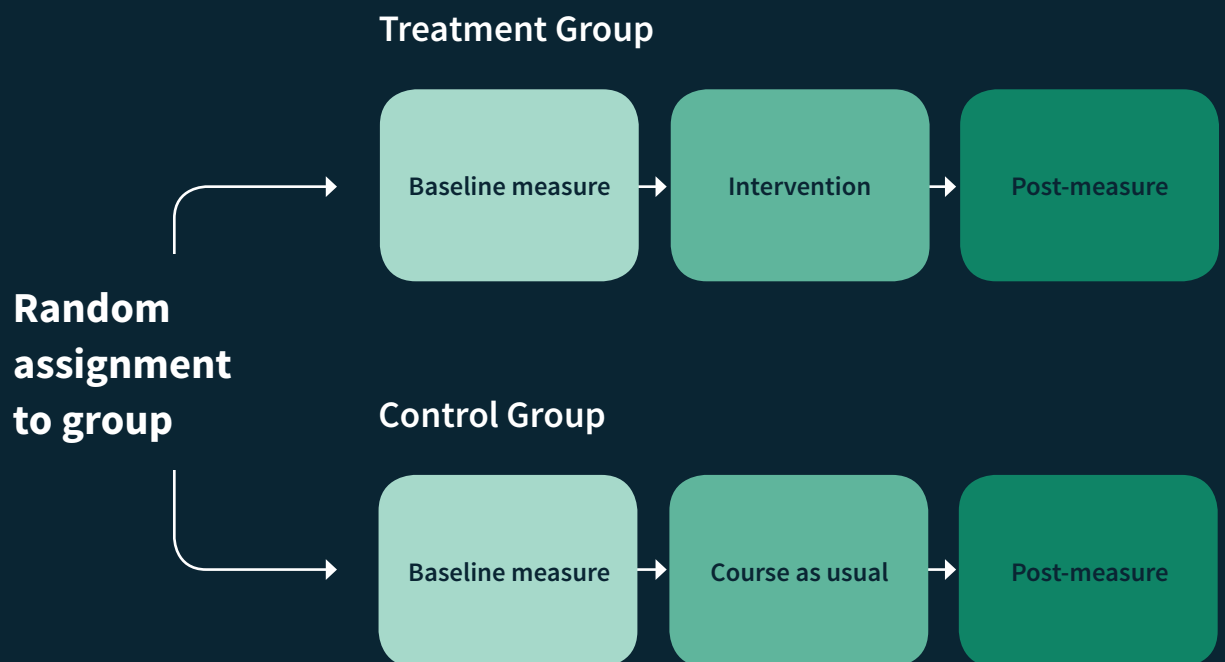 Treatment Group
Baseline measure
Intervention
Post-measure
Random
assignment
to group
Control Group
Baseline measure
Course as usual
Post-measure